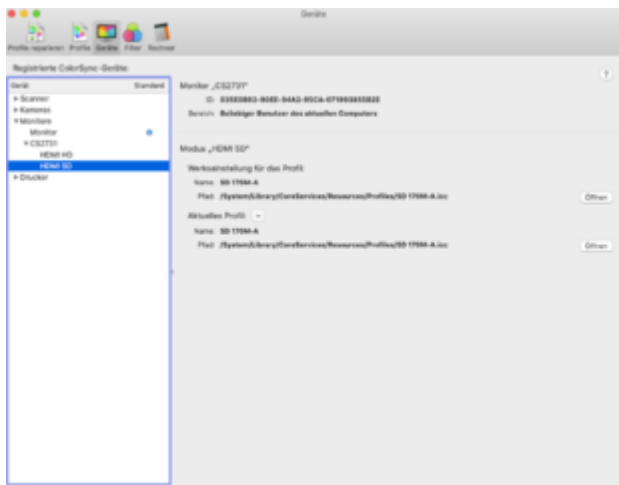 Geräte
Profile reparieren Profile Geräte Filter Rechner
Registrierte ColorSync-Geräte:
Gerät Standard
Scanner
Kameras
Monitore
Monitor
CS2731
HDMI HD
HDMI SD
Drucker
?
Monitor „CS2731“
ID:
Bereich: Beliebiger Benutzer des aktuellen Computers
Modus „HDMI SD“
Werkseinstellung für das Profil:
Name: SD 170M-A
Pfad: /System/Library/CoreServices/Resources/Profiles/SD 170M-A.icc Öffnen
Aktuelles Profil:
Name: SD 170M-A
Pfad: /System/Library/CoreServices/Resources/Profiles/SD 170M-A.icc Öffnen